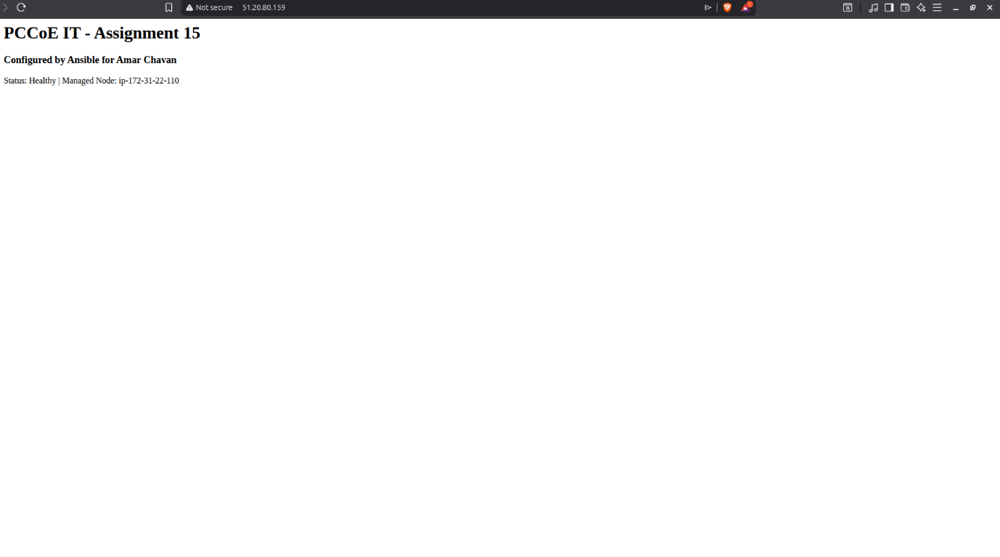 Not secure 51.20.80.159
PCCoE IT - Assignment 15
Configured by Ansible for Amar Chavan
Status: Healthy | Managed Node: ip-172-31-22-110